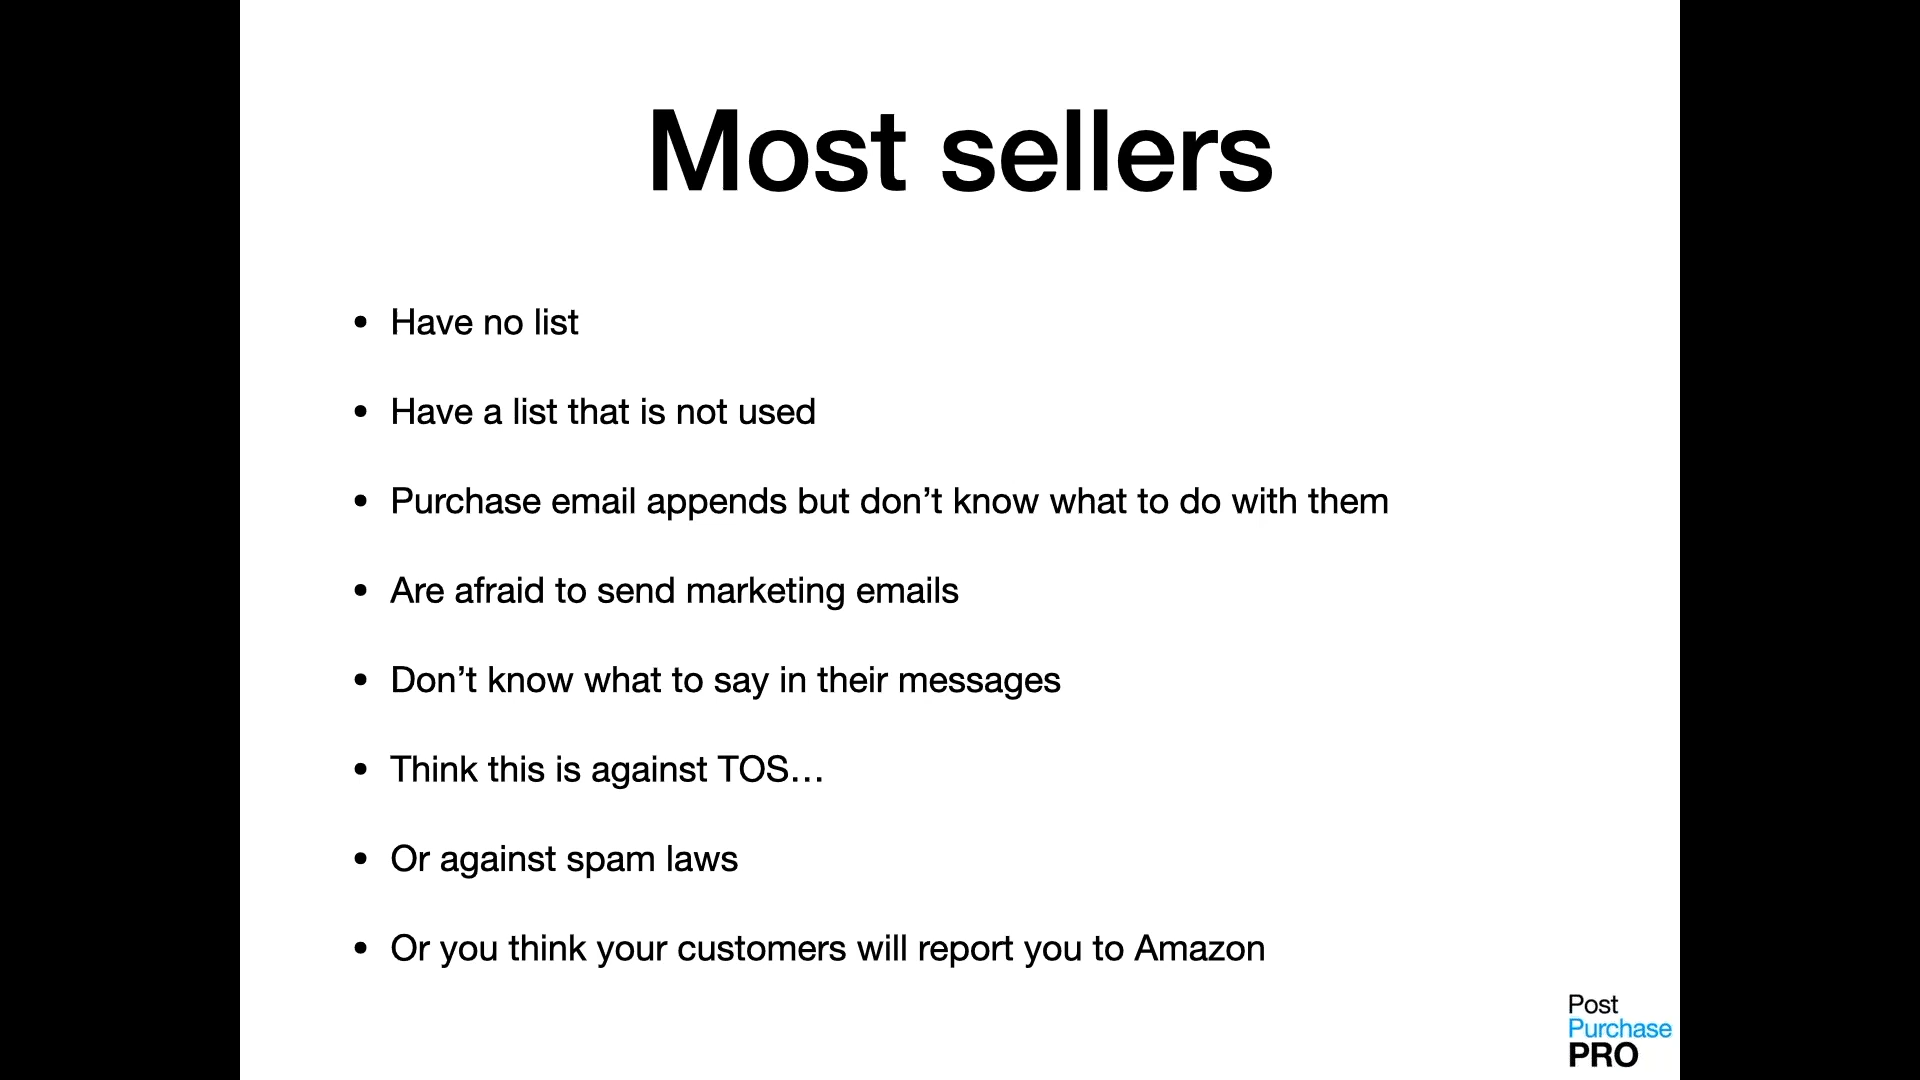 Most sellers
• Have no list
• Have a list that is not used
• Purchase email appends but don’t know what to do with them
• Are afraid to send marketing emails
• Don’t know what to say in their messages
• Think this is against TOS…
• Or against spam laws
• Or you think your customers will report you to Amazon
Post
Purchase
PRO